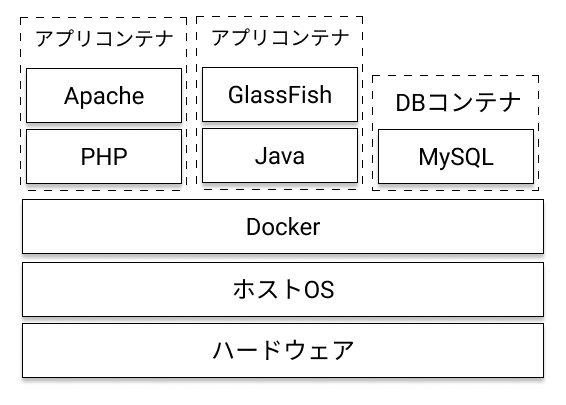 アプリコンテナ
Apache
PHP
アプリコンテナ
GlassFish
Java
DBコンテナ
MySQL
Docker
ホストOS
ハードウェア